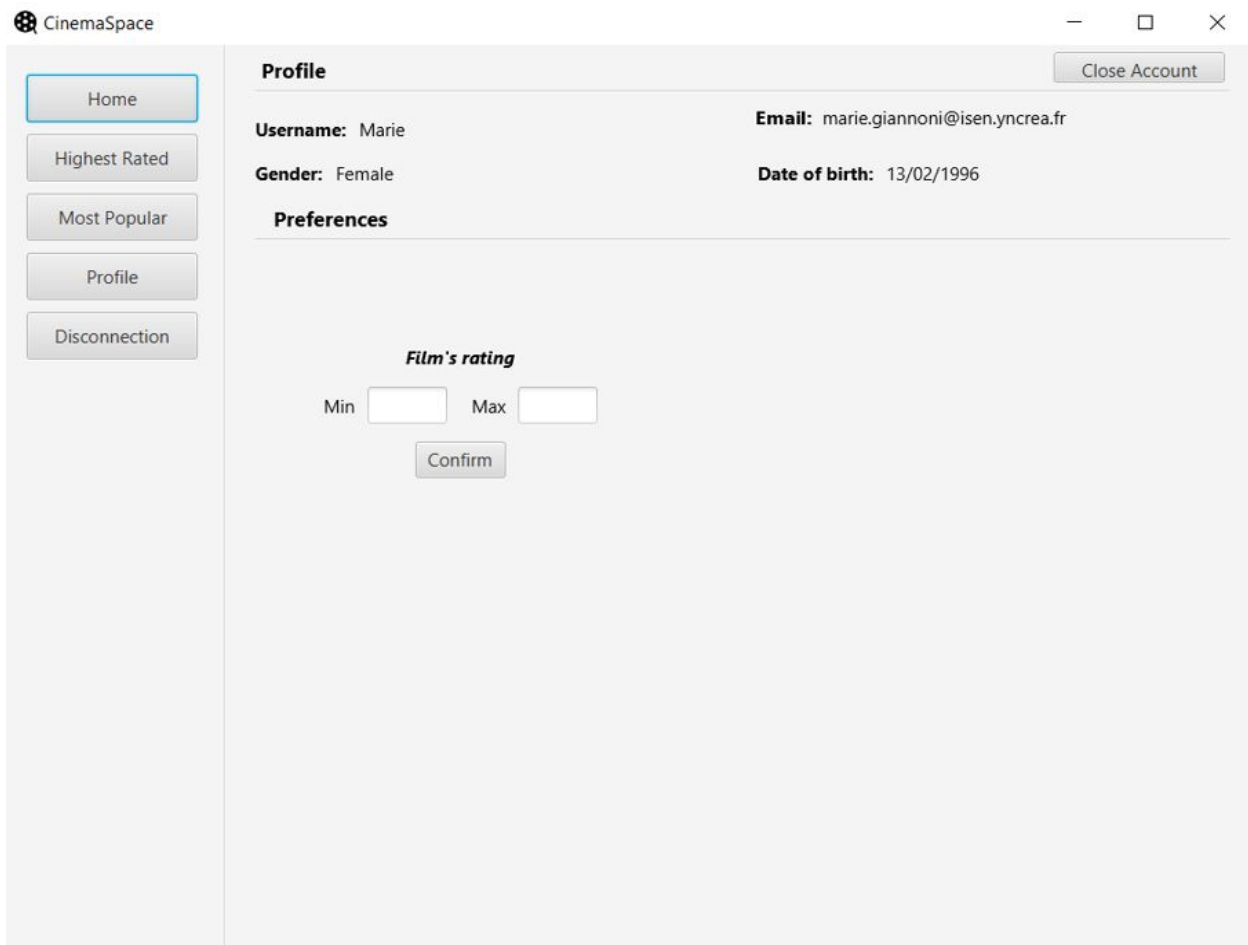 CinemaSpace
Home
Highest Rated
Most Popular
Profile
Disconnection
Profile
Close Account
Username: Marie
Email: marie.giannoni@isen.yncrea.fr
Gender: Female
Date of birth: 13/02/1996
Preferences
Film's rating
Min
Max
Confirm